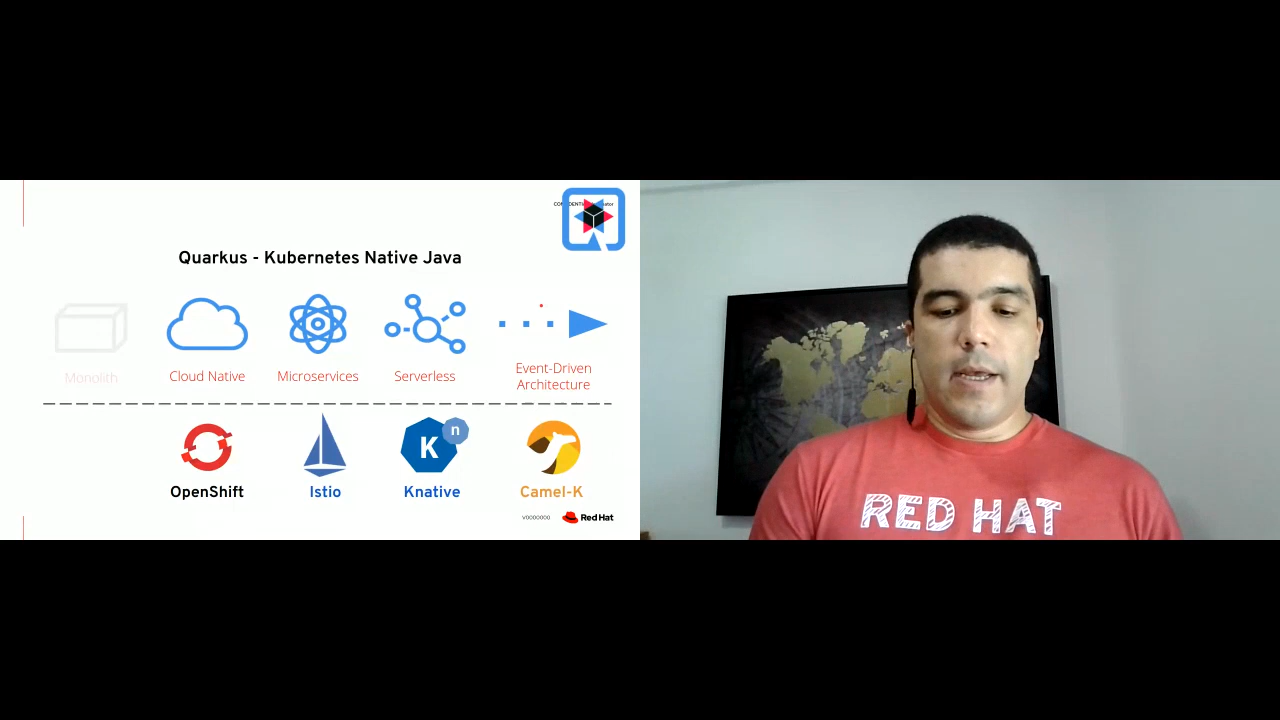 Quarkus - Kubernetes Native Java
Monolith
Cloud Native
Microservices
Serverless
Event-Driven
Architecture
K
n
OpenShift
Istio
Knative
Camel-K
V0000000
Red Hat
RED HAT